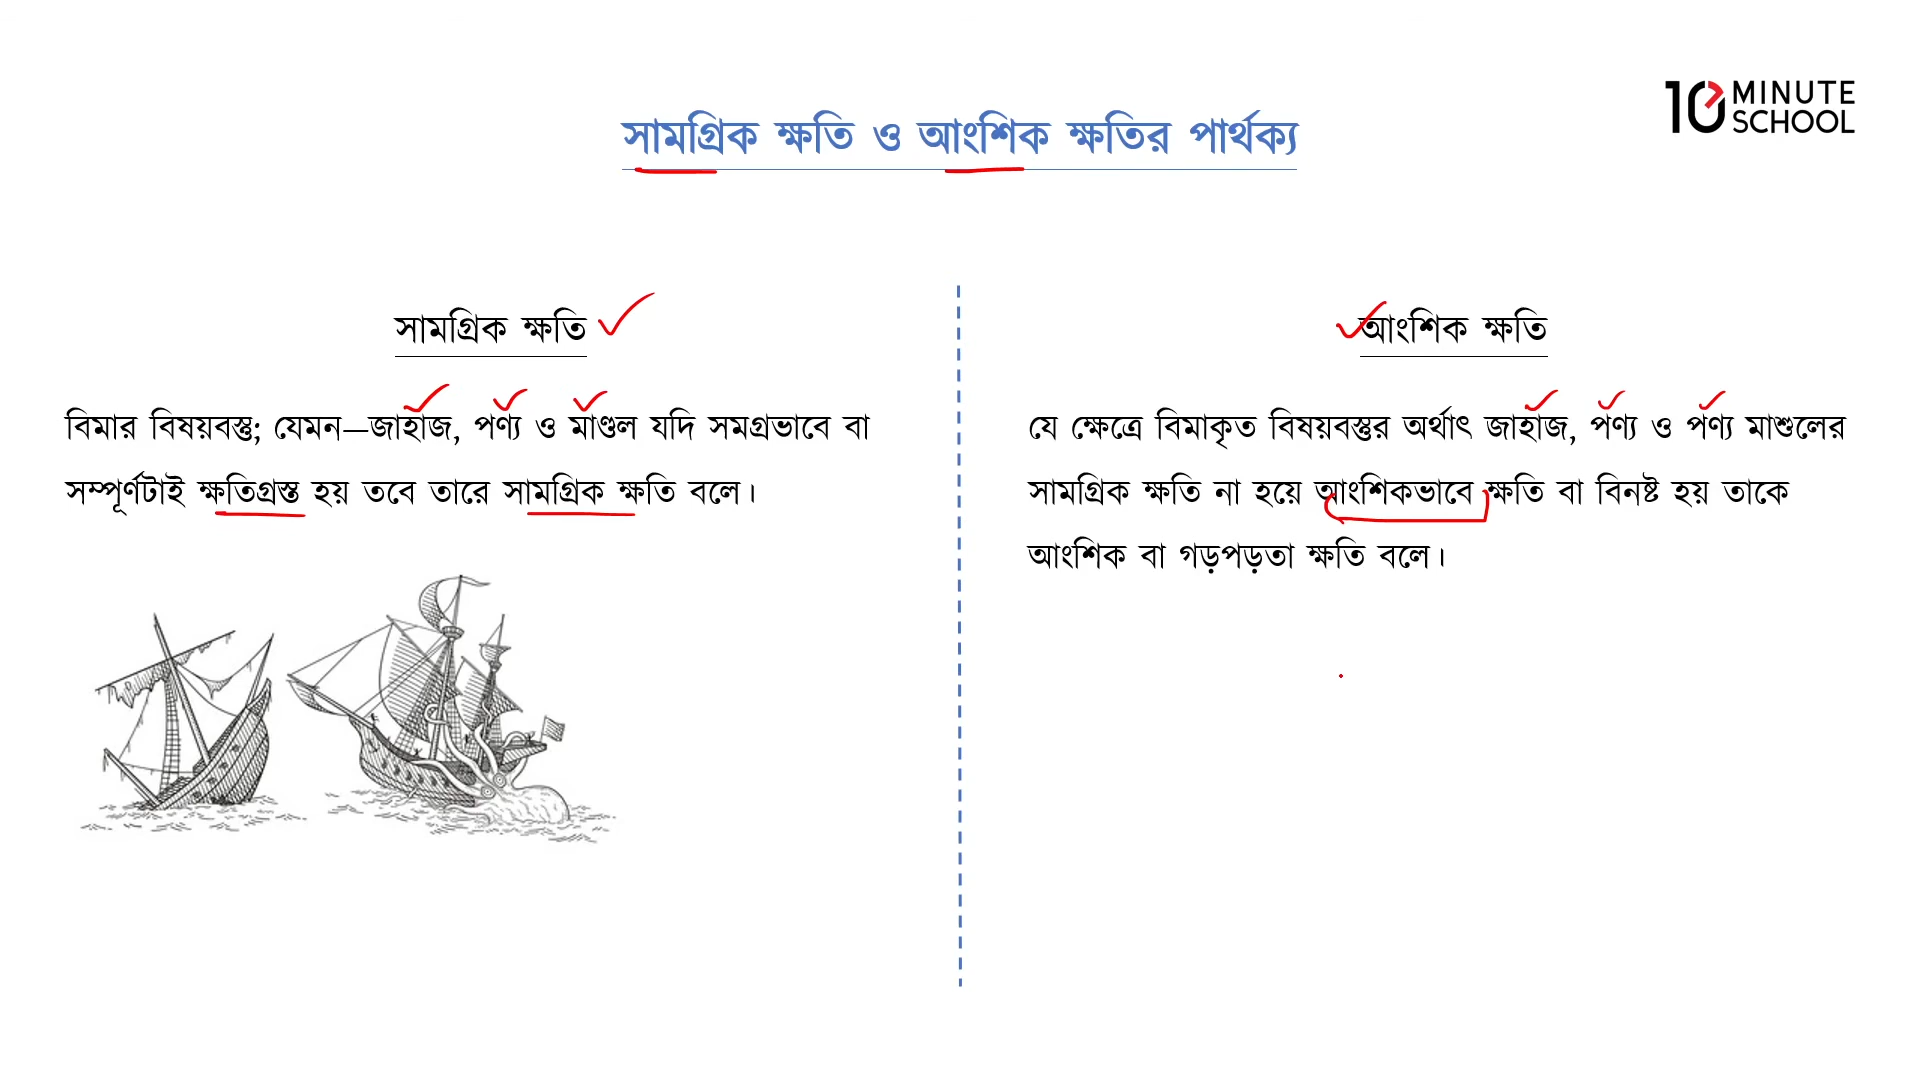 10 MINUTE SCHOOL
সামগ্রিক ক্ষতি ও আংশিক ক্ষতির পার্থক্য
সামগ্রিক ক্ষতি
বিমার বিষয়বস্তু; যেমন—জাহাজ, পণ্য ও মাণ্ডল যদি সমগ্রভাবে বা
সম্পূর্ণটাই ক্ষতিগ্রস্ত হয় তবে তারে সামগ্রিক ক্ষতি বলে।
আংশিক ক্ষতি
যে ক্ষেত্রে বিমাকৃত বিষয়বস্তুর অর্থাৎ জাহাজ, পণ্য ও পণ্য মাশুলের
সামগ্রিক ক্ষতি না হয়ে আংশিকভাবে ক্ষতি বা বিনষ্ট হয় তাকে
আংশিক বা গড়পড়তা ক্ষতি বলে।